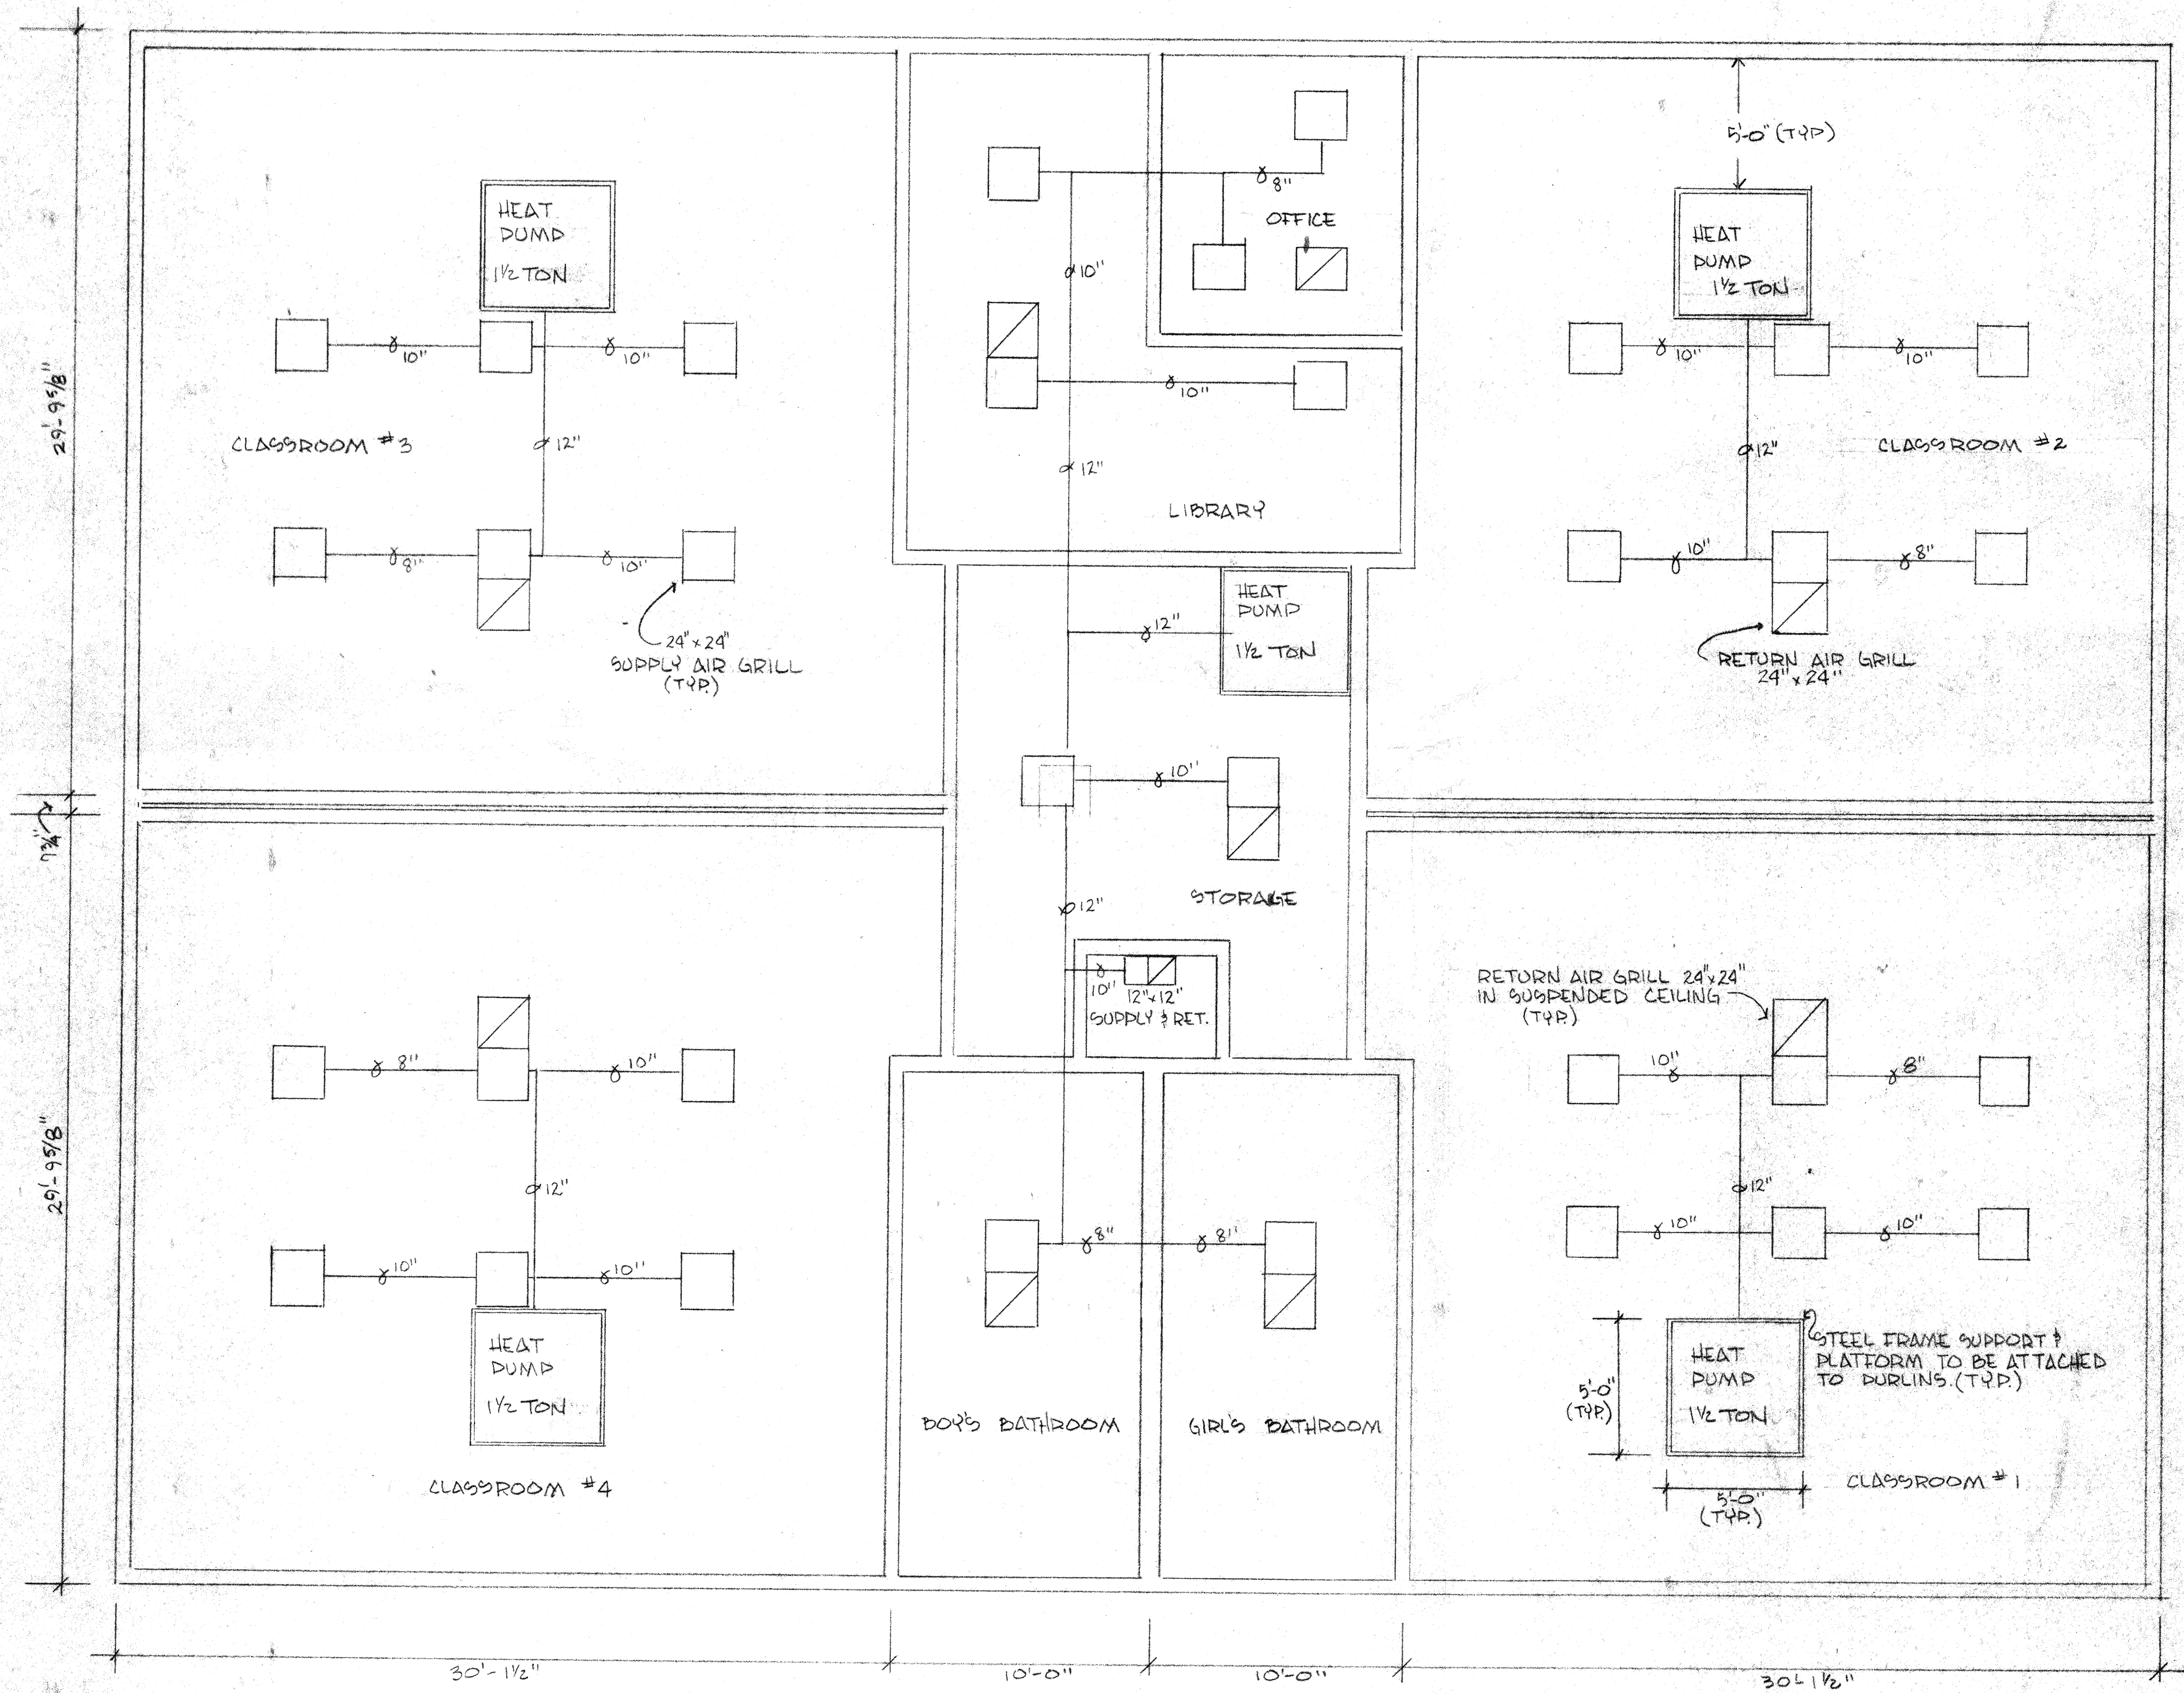 5'-0" (TYP)
HEAT
PUMP
1½ TON
8"
OFFICE
HEAT
PUMP
1½ TON
10"
10"
10"
10"
10"
10"
29'-9 5/8"
CLASSROOM #3
12"
12"
12"
CLASSROOM #2
LIBRARY
8"
10"
10"
8"
HEAT
PUMP
1½ TON
12"
24" x 24"
SUPPLY AIR GRILL
(TYP.)
RETURN AIR GRILL
24" x 24"
10"
7¾"
STORAGE
12"
10"
12"x12"
SUPPLY & RET.
RETURN AIR GRILL 24"x24"
IN SUSPENDED CEILING
(TYP.)
8"
10"
10"
8"
29'-9 5/8"
12"
12"
8"
8"
10"
10"
10"
10"
HEAT
PUMP
1½ TON
HEAT
PUMP
1½ TON
STEEL FRAME SUPPORT &
PLATFORM TO BE ATTACHED
TO PURLINS. (TYP.)
5'-0"
(TYP.)
BOY'S BATHROOM
GIRL'S BATHROOM
CLASSROOM #4
CLASSROOM #1
5'-0"
(TYP.)
30'-1½"
10'-0"
10'-0"
30'-1½"